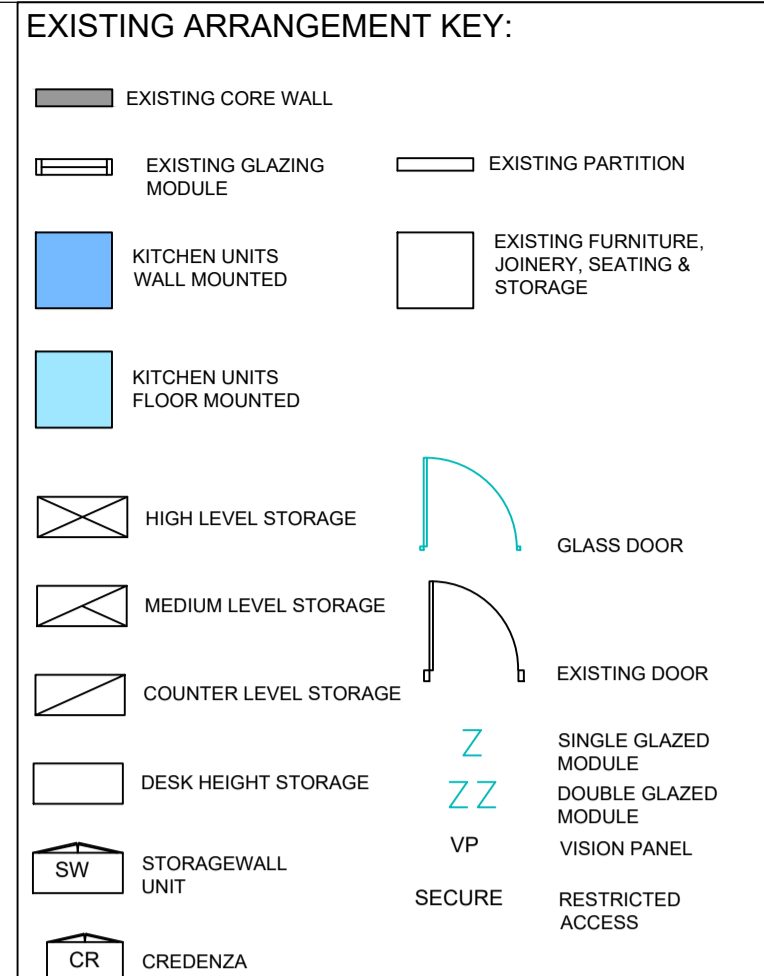 EXISTING ARRANGEMENT KEY:
EXISTING CORE WALL
EXISTING GLAZING
MODULE
EXISTING PARTITION
KITCHEN UNITS
WALL MOUNTED
EXISTING FURNITURE,
JOINERY, SEATING &
STORAGE
KITCHEN UNITS
FLOOR MOUNTED
HIGH LEVEL STORAGE
MEDIUM LEVEL STORAGE
COUNTER LEVEL STORAGE
DESK HEIGHT STORAGE
SW
STORAGEWALL
UNIT
CR
CREDENZA
GLASS DOOR
EXISTING DOOR
Z
SINGLE GLAZED
MODULE
ZZ
DOUBLE GLAZED
MODULE
VP
VISION PANEL
SECURE
RESTRICTED
ACCESS